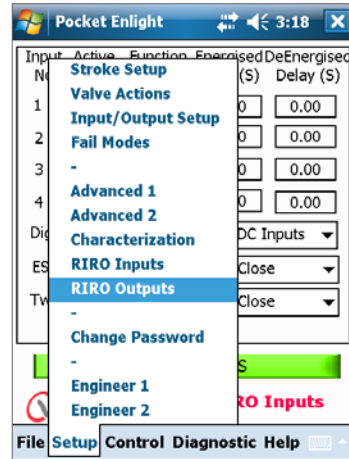 Pocket Enlight 3:18
Input Active Function Energised DeEnergised
(S) Delay (S)
Stroke Setup
Valve Actions
Input/Output Setup
Fail Modes
-
Advanced 1
Advanced 2
Characterization
RIRO Inputs
RIRO Outputs
-
Change Password
-
Engineer 1
Engineer 2
1 0 0.00
2 0 0.00
3 0 0.00
4 0 0.00
DC Inputs
ES Close
Close
S
RO Inputs
File Setup Control Diagnostic Help